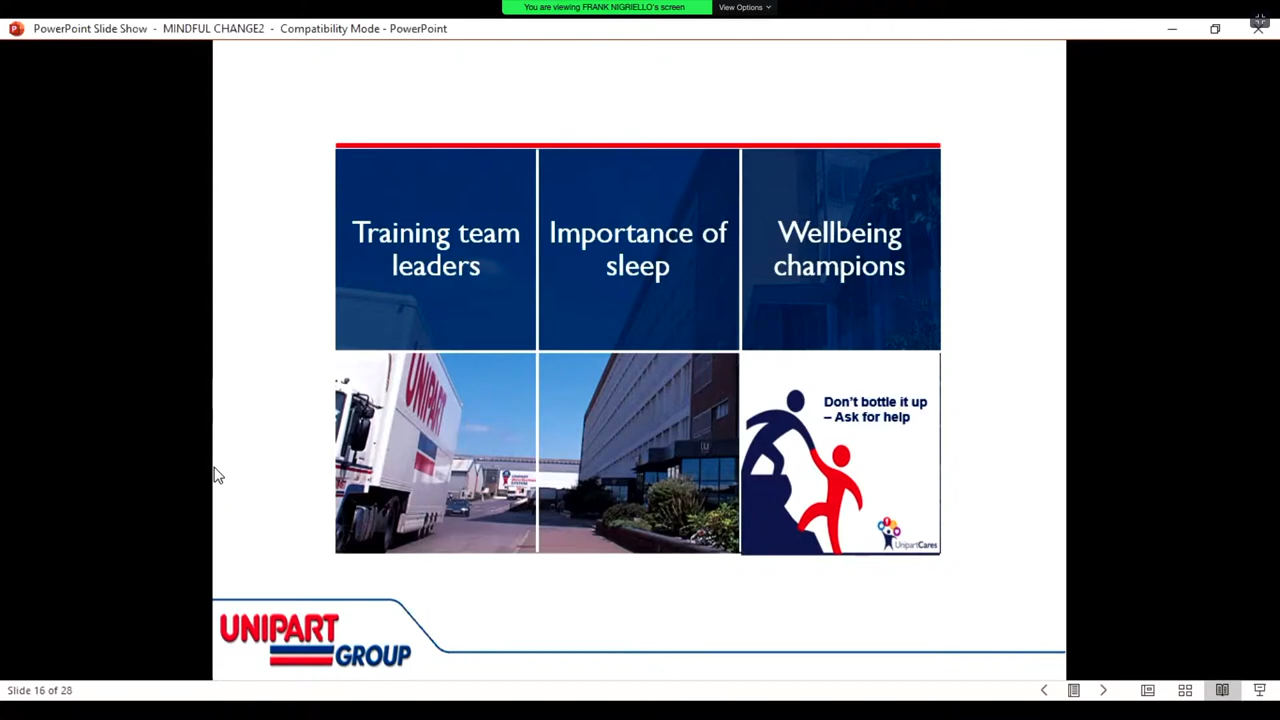 You are viewing FRANK NIGRIELLO's screen
View Options
PowerPoint Slide Show - MINDFUL CHANGE2 - Compatibility Mode - PowerPoint
Training team
leaders
Importance of
sleep
Wellbeing
champions
UNIPART
UNIPART
Don't bottle it up
– Ask for help
UnipartCares
UNIPART
GROUP
Slide 16 of 28